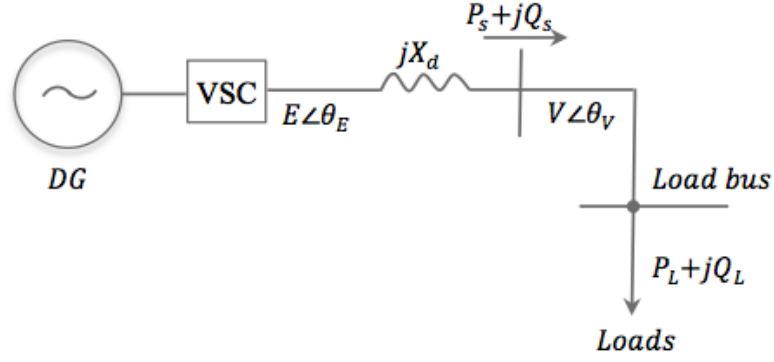 P_s+jQ_s
jX_d
VSC
E∠θ_E
V∠θ_V
DG
Load bus
P_L+jQ_L
Loads